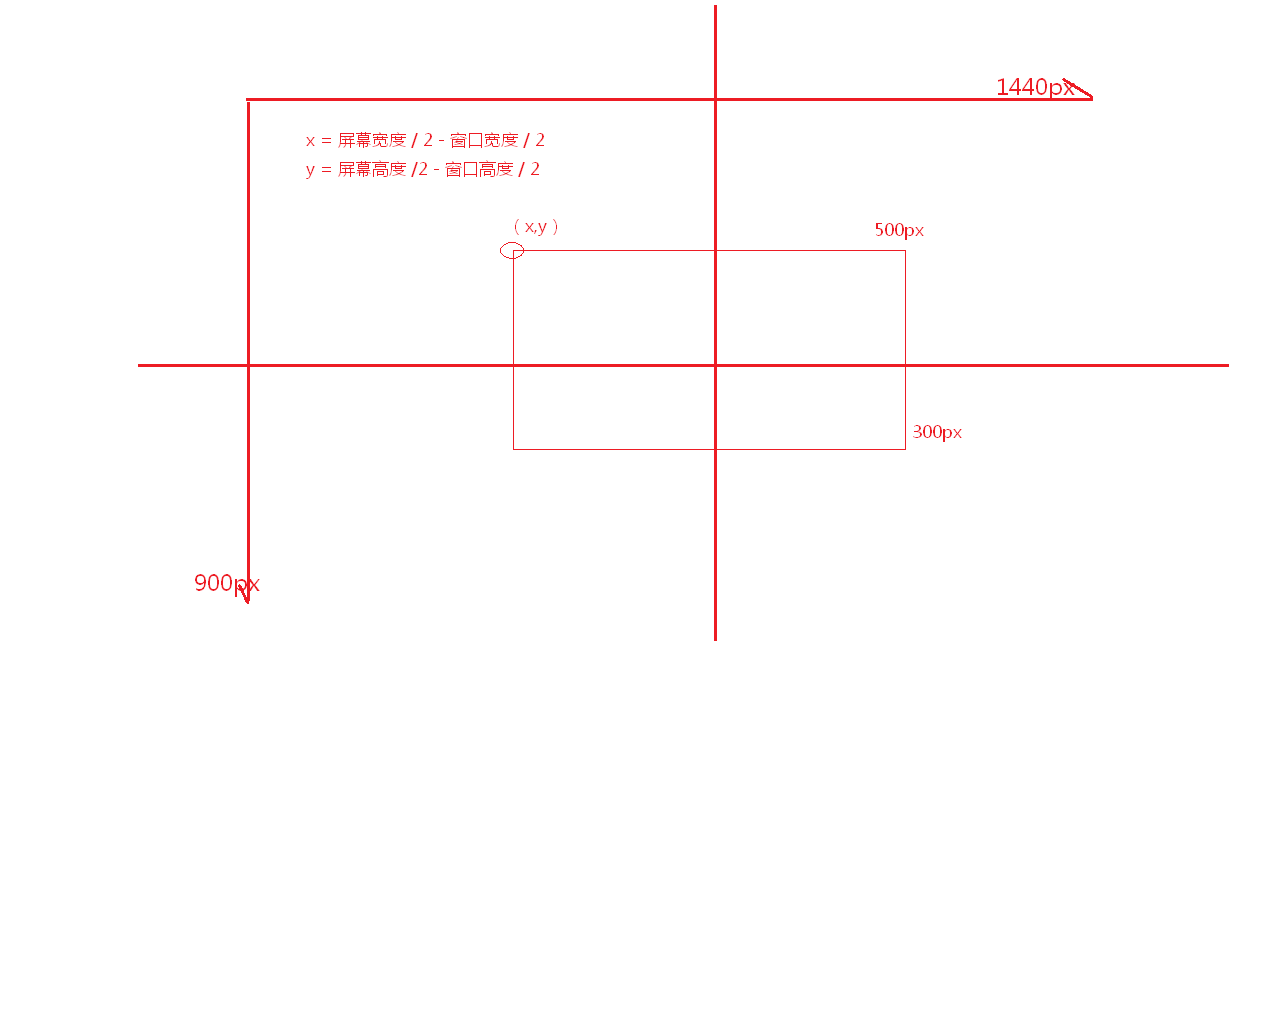 1440px
x = 屏幕宽度 / 2 - 窗口宽度 / 2
y = 屏幕高度 /2 - 窗口高度 / 2
( x,y )
500px
300px
900px